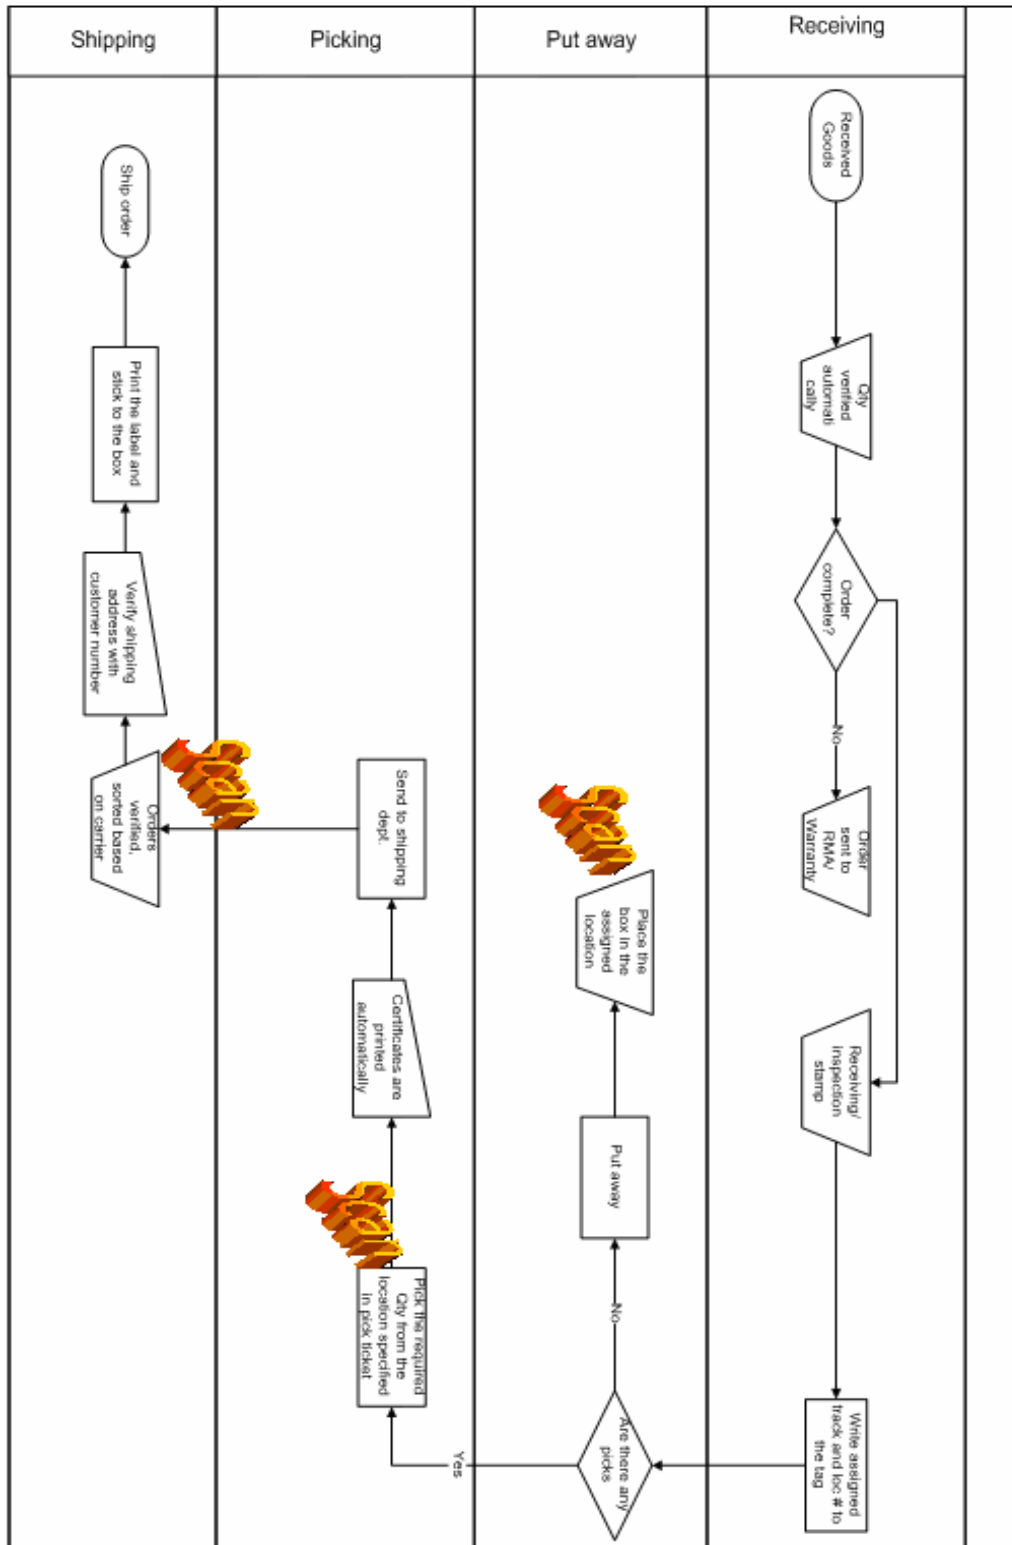 Shipping
Picking
Put away
Receiving
Received
Goods
Qty
verified
automati
cally
Order
complete?
No
Order
sent to
RMA/
Warranty
Receiving/
inspection
stamp
Write assigned
track and loc # to
the tag
Are there any
picks
No
Put away
Place the
box in the
assigned
location
Scan
Yes
Pick the required
Qty from the
location specified
in pick ticket
Scan
Certificates are
printed
automatically
Send to shipping
dept.
Scan
Orders
verified,
sorted based
on carrier
Verify shipping
address with
customer number
Print the label and
stick to the box
Ship order